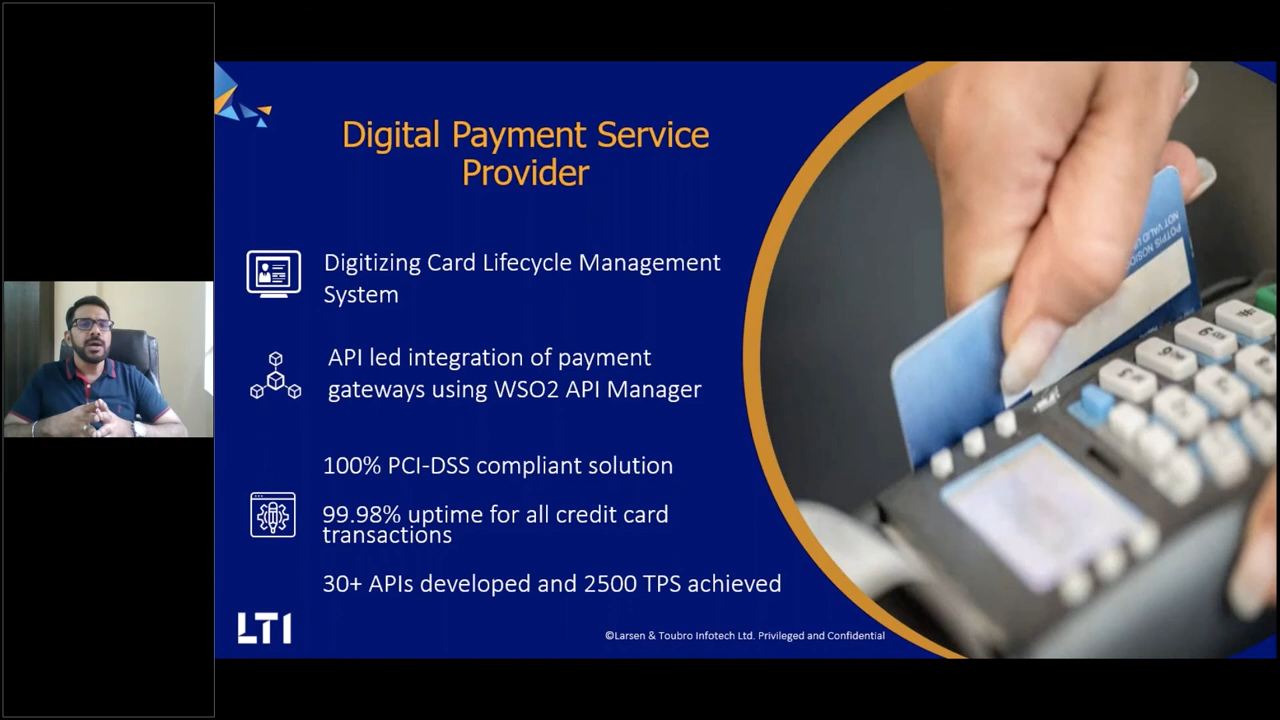 Digital Payment Service
Provider
Digitizing Card Lifecycle Management
System
API led integration of payment
gateways using WSO2 API Manager
100% PCI-DSS compliant solution
99.98% uptime for all credit card
transactions
30+ APIs developed and 2500 TPS achieved
LTI
©Larsen & Toubro Infotech Ltd. Privileged and Confidential